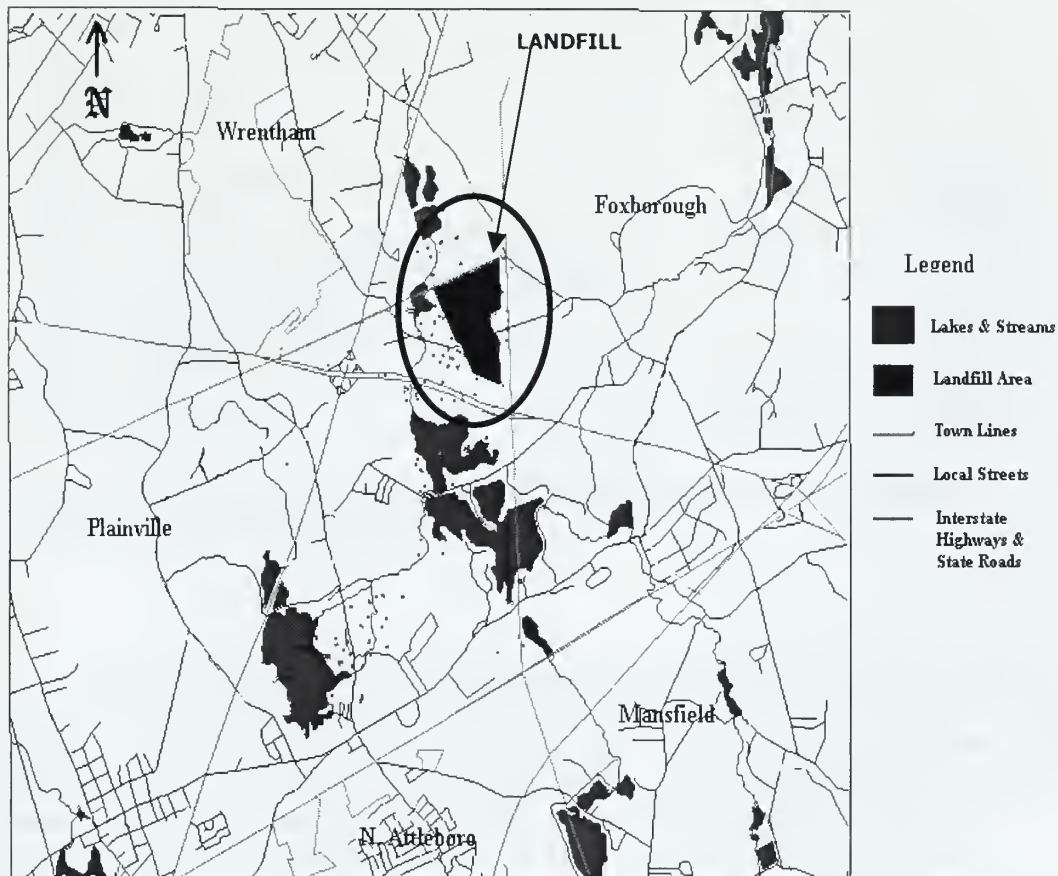 LANDFILL
N
Wrentham
Foxborough
Legend
Lakes & Streams
Landfill Area
Town Lines
Local Streets
Interstate
Highways &
State Roads
Plainville
Mansfield
N. Attleboro